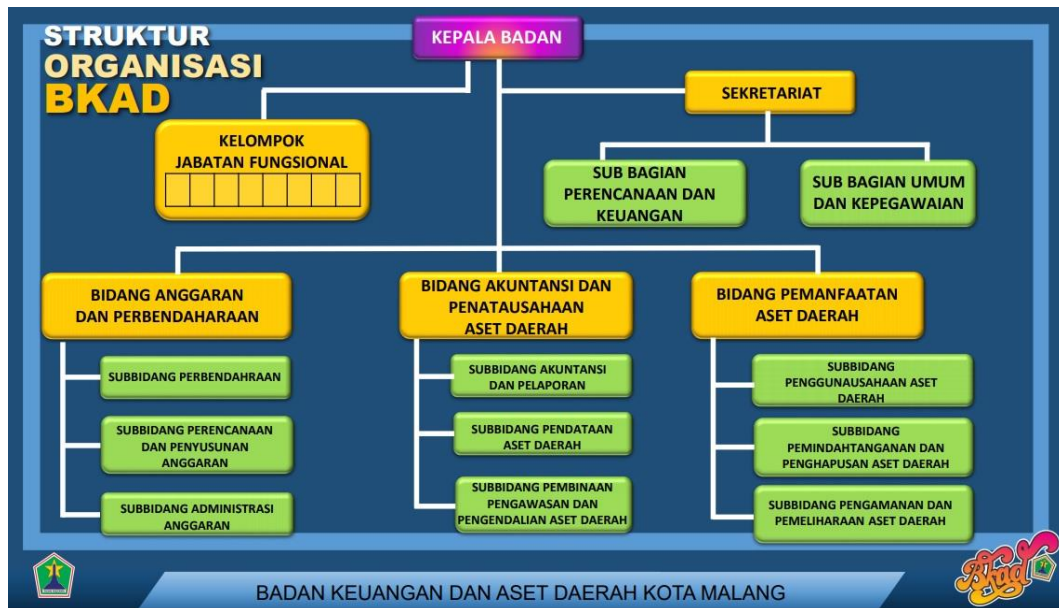 STRUKTUR
ORGANISASI
BKAD
KEPALA BADAN
SEKRETARIAT
KELOMPOK
JABATAN FUNGSIONAL
SUB BAGIAN
PERENCANAAN DAN
KEUANGAN
SUB BAGIAN UMUM
DAN KEPEGAWAIAN
BIDANG ANGGARAN
DAN PERBENDAHARAAN
SUBBIDANG PERBENDAHRAAN
SUBBIDANG PERENCANAAN
DAN PENYUSUNAN
ANGGARAN
SUBBIDANG ADMINISTRASI
ANGGARAN
BIDANG AKUNTANSI DAN
PENATAUSAHAAN
ASET DAERAH
SUBBIDANG AKUNTANSI
DAN PELAPORAN
SUBBIDANG PENDATAAN
ASET DAERAH
SUBBIDANG PEMBINAAN
PENGAWASAN DAN
PENGENDALIAN ASET DAERAH
BIDANG PEMANFAATAN
ASET DAERAH
SUBBIDANG
PENGGUNAUSAHAAN ASET
DAERAH
SUBBIDANG
PEMINDAHTANGANAN DAN
PENGHAPUSAN ASET DAERAH
SUBBIDANG PENGAMANAN DAN
PEMELIHARAAN ASET DAERAH
BADAN KEUANGAN DAN ASET DAERAH KOTA MALANG
Bkad